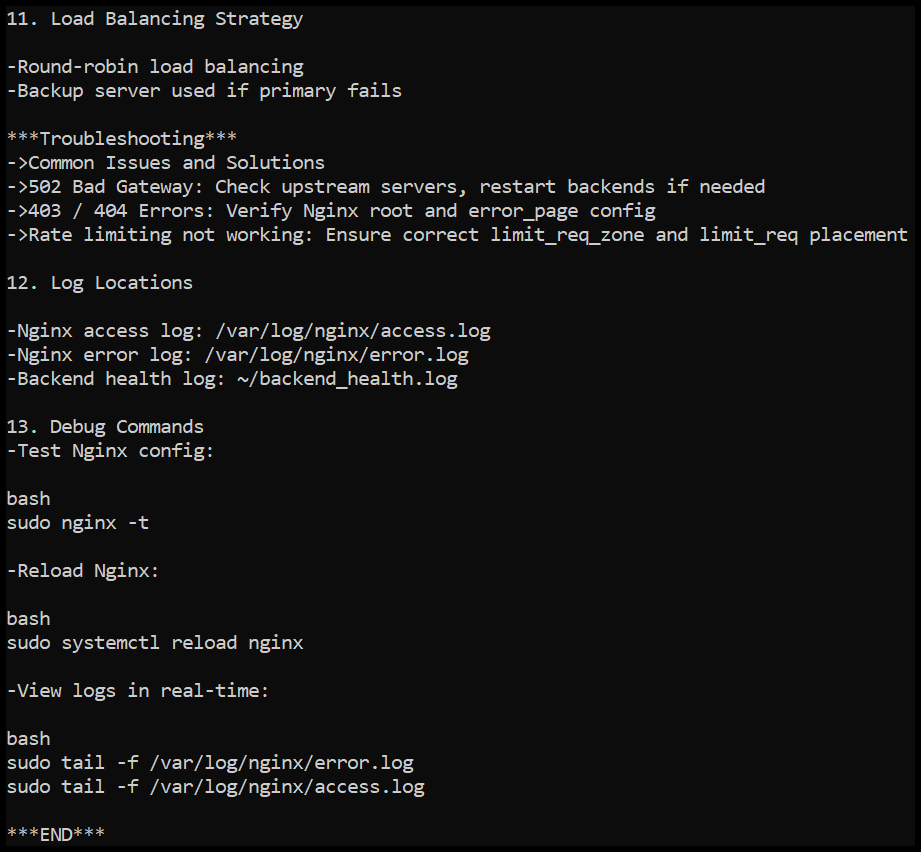 11. Load Balancing Strategy
-Round-robin load balancing
-Backup server used if primary fails
***Troubleshooting***
->Common Issues and Solutions
->502 Bad Gateway: Check upstream servers, restart backends if needed
->403 / 404 Errors: Verify Nginx root and error_page config
->Rate limiting not working: Ensure correct limit_req_zone and limit_req placement
12. Log Locations
-Nginx access log: /var/log/nginx/access.log
-Nginx error log: /var/log/nginx/error.log
-Backend health log: ~/backend_health.log
13. Debug Commands
-Test Nginx config:
bash
sudo nginx -t
-Reload Nginx:
bash
sudo systemctl reload nginx
-View logs in real-time:
bash
sudo tail -f /var/log/nginx/error.log
sudo tail -f /var/log/nginx/access.log
***END***